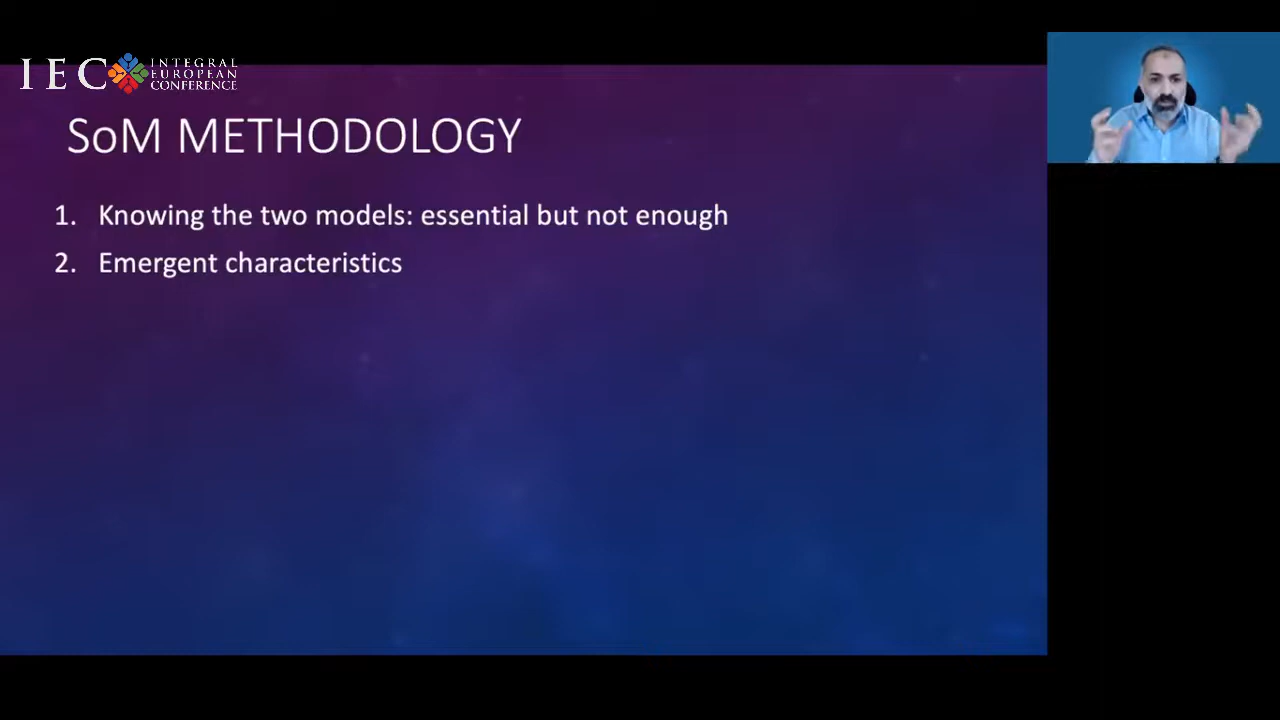 IEC INTEGRAL
EUROPEAN
CONFERENCE
SoM METHODOLOGY
1. Knowing the two models: essential but not enough
2. Emergent characteristics